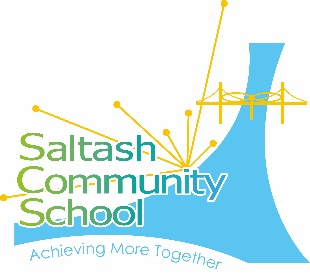 Saltash
Community
School
Achieving More Together